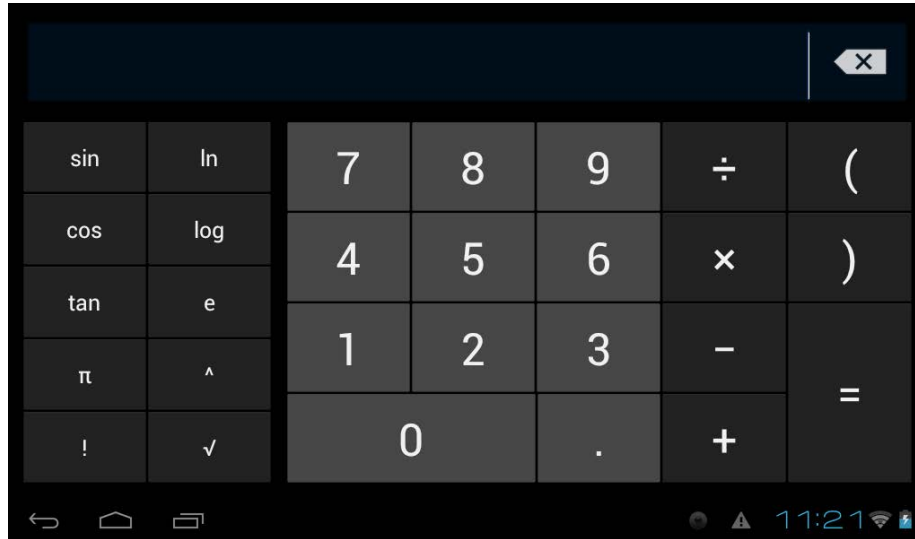 sin ln 7 8 9 ÷ (
cos log 4 5 6 × )
tan e 1 2 3 −
π ^ =
! √ 0 . +
11:21